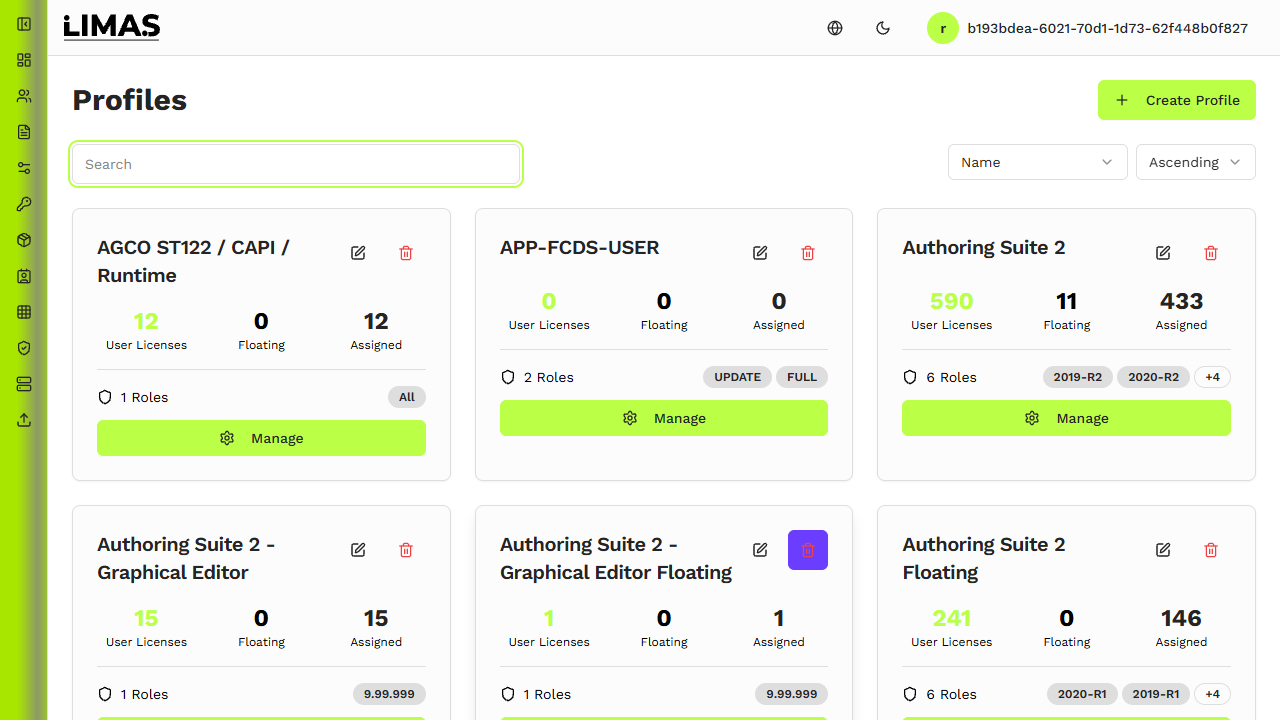 LIMAS
r
b193bdea-6021-70d1-1d73-62f448b0f827
Profiles
Create Profile
Search
Name
Ascending
AGCO ST122 / CAPI /
Runtime
12
0
12
User Licenses
Floating
Assigned
1 Roles
All
Manage
APP-FCDS-USER
0
0
0
User Licenses
Floating
Assigned
2 Roles
UPDATE
FULL
Manage
Authoring Suite 2
590
11
433
User Licenses
Floating
Assigned
6 Roles
2019-R2
2020-R2
+4
Manage
Authoring Suite 2 -
Graphical Editor
15
0
15
User Licenses
Floating
Assigned
1 Roles
9.99.999
Authoring Suite 2 -
Graphical Editor Floating
1
0
1
User Licenses
Floating
Assigned
1 Roles
9.99.999
Authoring Suite 2
Floating
241
0
146
User Licenses
Floating
Assigned
6 Roles
2020-R1
2019-R1
+4